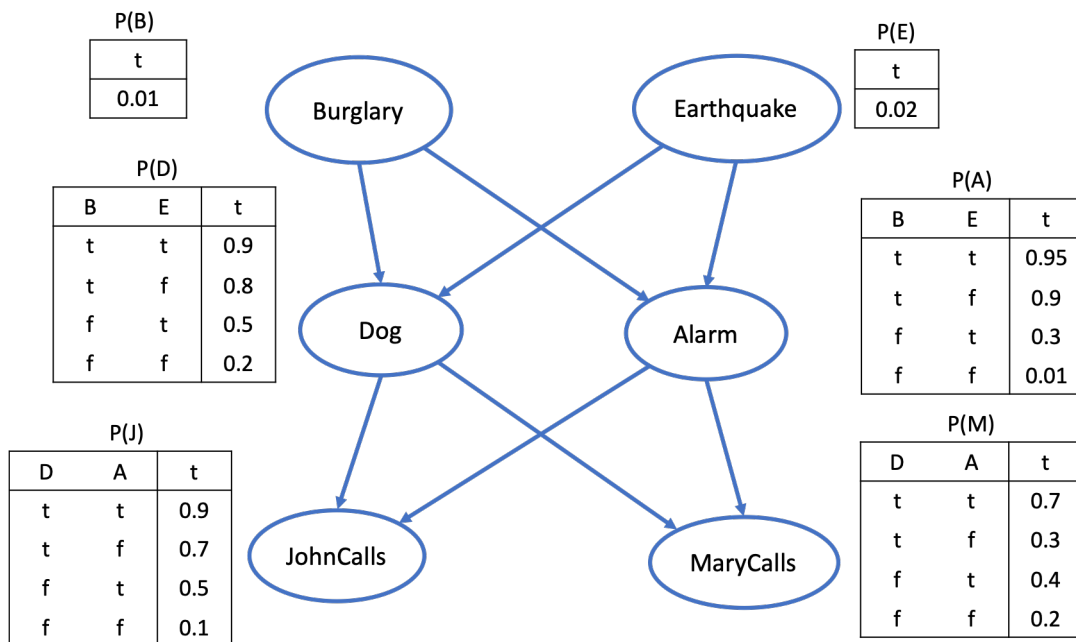 P(B)
t
0.01
Burglary
Earthquake
P(E)
t
0.02
P(D)
B E t
t t 0.9
t f 0.8
f t 0.5
f f 0.2
Dog
Alarm
P(A)
B E t
t t 0.95
t f 0.9
f t 0.3
f f 0.01
P(J)
D A t
t t 0.9
t f 0.7
f t 0.5
f f 0.1
JohnCalls
MaryCalls
P(M)
D A t
t t 0.7
t f 0.3
f t 0.4
f f 0.2